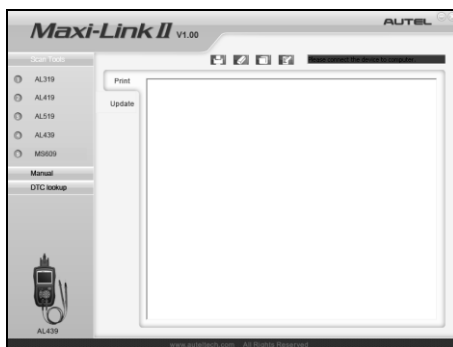 Maxi-Link II V1.00
AUTEL
Scan Tools
Please connect the device to computer.
AL319
AL419
AL519
AL439
MS609
Manual
DTC lookup
Print
Update
AL439
www.auteltech.com All Rights Reserved